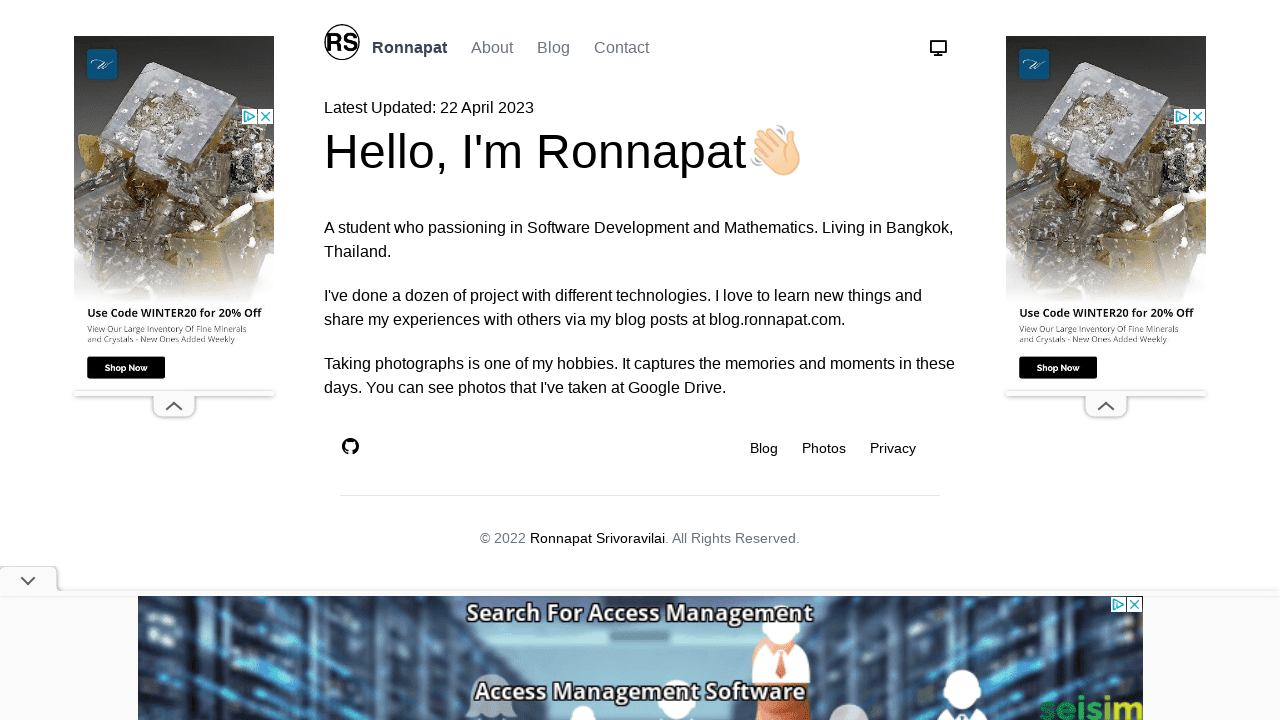 RS Ronnapat About Blog Contact
Latest Updated: 22 April 2023
Hello, I'm Ronnapat👋🏻
A student who passioning in Software Development and Mathematics. Living in Bangkok,
Thailand.
I've done a dozen of project with different technologies. I love to learn new things and
share my experiences with others via my blog posts at blog.ronnapat.com.
Taking photographs is one of my hobbies. It captures the memories and moments in these
days. You can see photos that I've taken at Google Drive.
Blog Photos Privacy
© 2022 Ronnapat Srivoravilai. All Rights Reserved.
W
Use Code WINTER20 for 20% Off
View Our Large Inventory Of Fine Minerals
and Crystals - New Ones Added Weekly
Shop Now
W
Use Code WINTER20 for 20% Off
View Our Large Inventory Of Fine Minerals
and Crystals - New Ones Added Weekly
Shop Now
Search For Access Management
Access Management Software
seisim